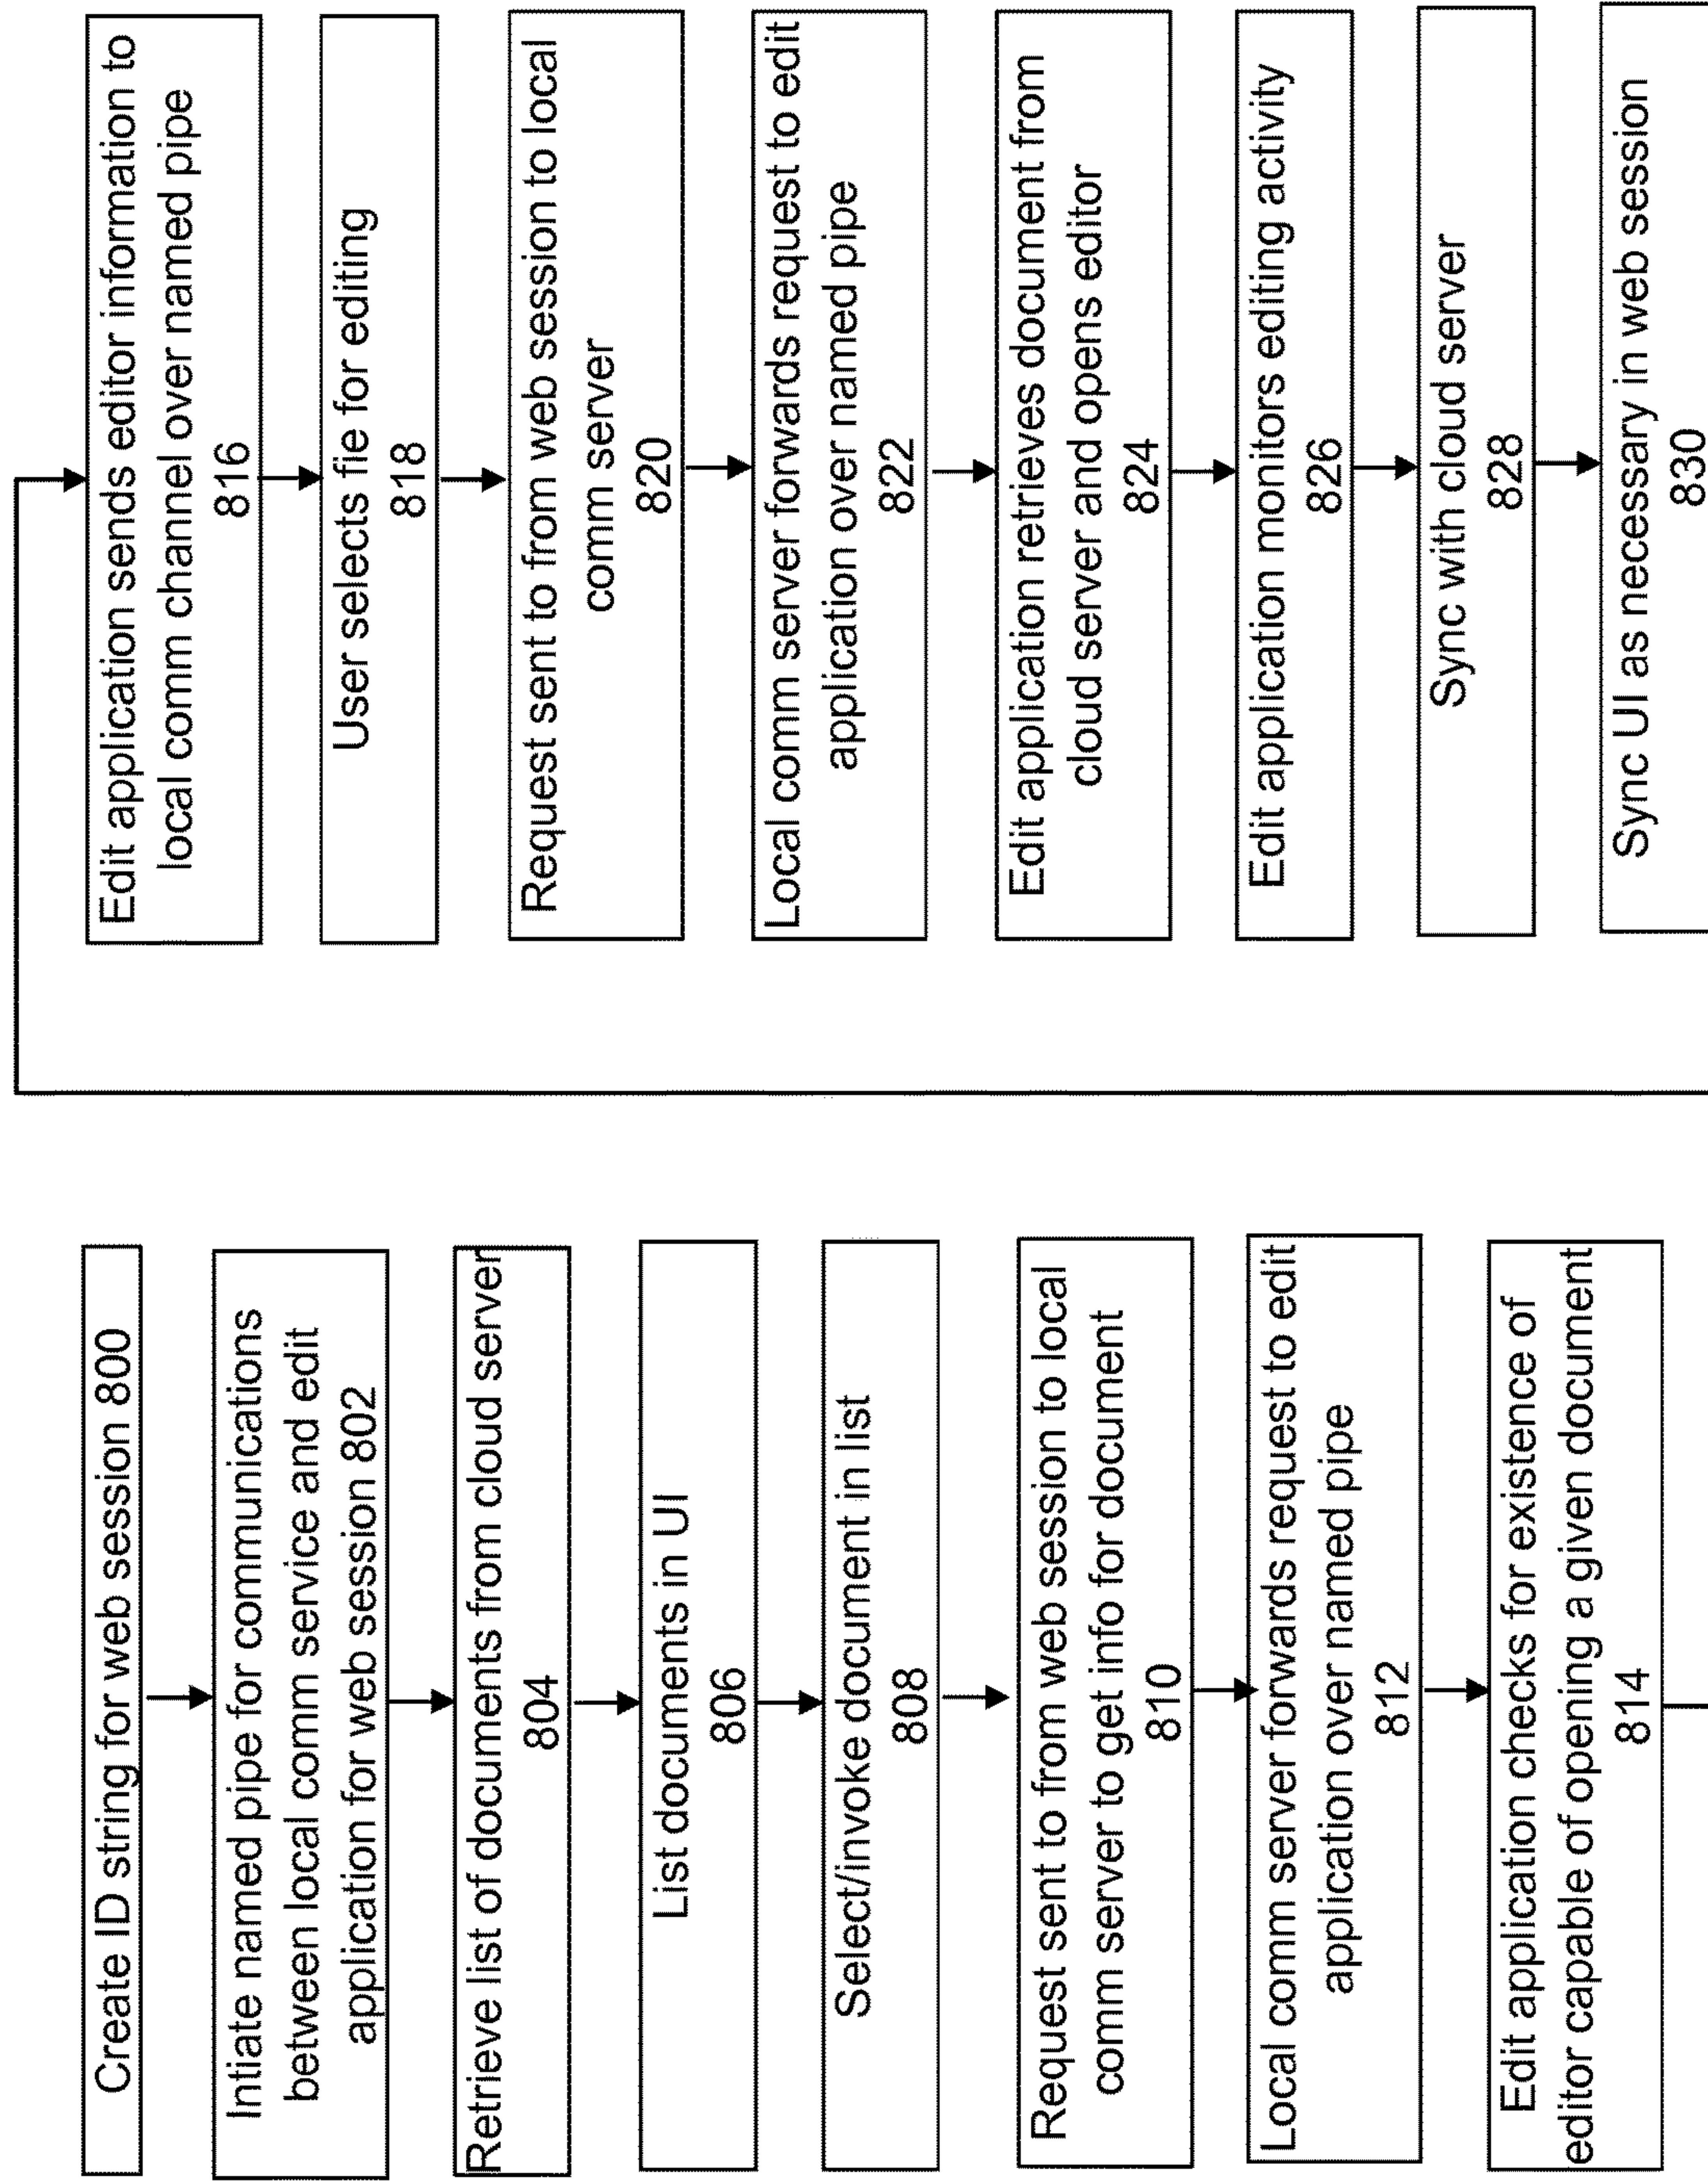 Create ID string for web session 800
Intiate named pipe for communications
between local comm service and edit
application for web session 802
Retrieve list of documents from cloud server
804
List documents in UI
806
Select/invoke document in list
808
Request sent to from web session to local
comm server to get info for document
810
Local comm server forwards request to edit
application over named pipe
812
Edit application checks for existence of
editor capable of opening a given document
814
Edit application sends editor information to
local comm channel over named pipe
816
User selects fie for editing
818
Request sent to from web session to local
comm server
820
Local comm server forwards request to edit
application over named pipe
822
Edit application retrieves document from
cloud server and opens editor
824
Edit application monitors editing activity
826
Sync with cloud server
828
Sync UI as necessary in web session
830